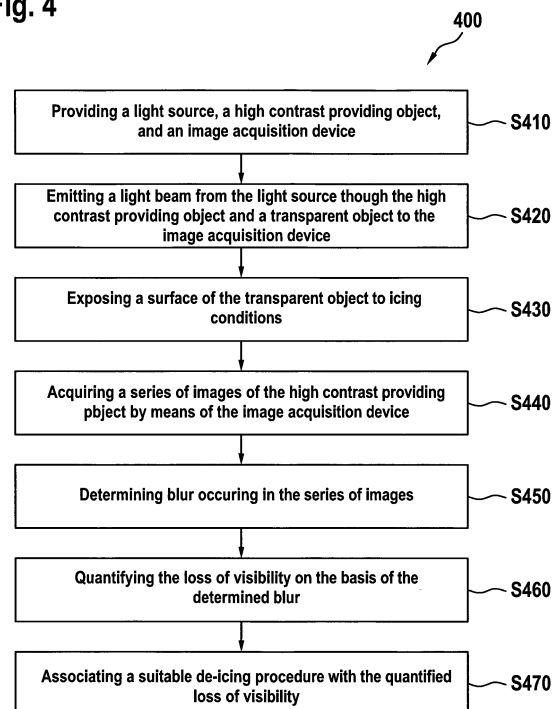 Fig. 4
400
Providing a light source, a high contrast providing object,
and an image acquisition device
S410
Emitting a light beam from the light source though the high
contrast providing object and a transparent object to the
image acquisition device
S420
Exposing a surface of the transparent object to icing
conditions
S430
Acquiring a series of images of the high contrast providing
pbject by means of the image acquisition device
S440
Determining blur occuring in the series of images
S450
Quantifying the loss of visibility on the basis of the
determined blur
S460
Associating a suitable de-icing procedure with the quantified
loss of visibility
S470